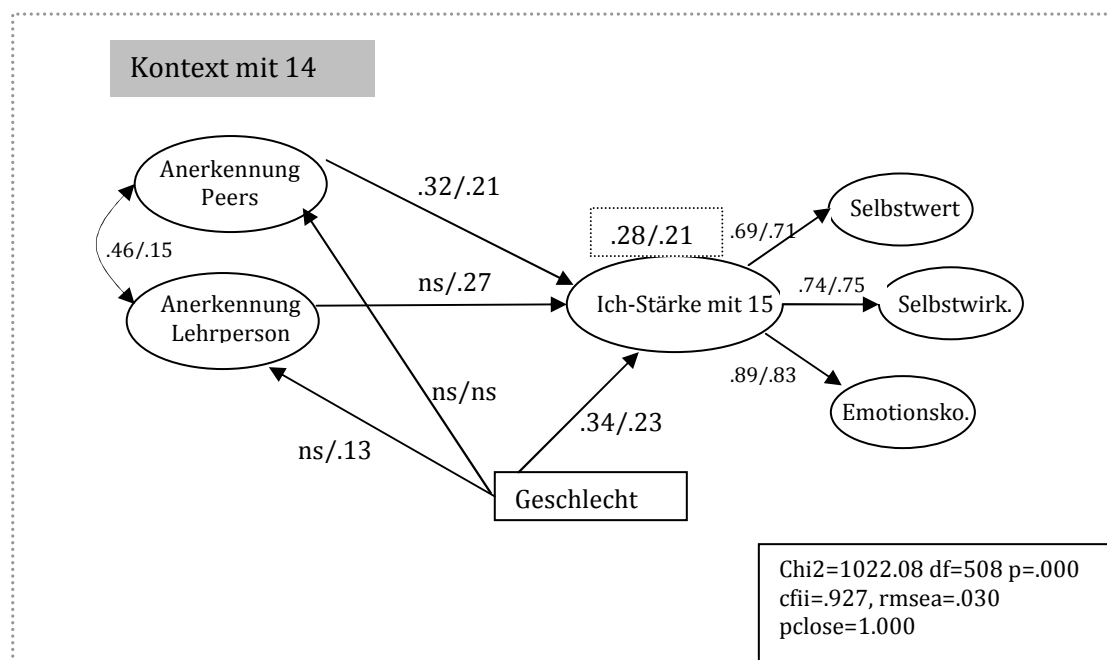 Kontext mit 14
Anerkennung
Peers
.32/.21
Selbstwert
.28/.21
.69/.71
.46/.15
Anerkennung
Lehrperson
ns/.27
Ich-Stärke mit 15
.74/.75
Selbstwirk.
ns/ns
.89/.83
Emotionsko.
ns/.13
.34/.23
Geschlecht
Chi2=1022.08 df=508 p=.000
cfii=.927, rmsea=.030
pclose=1.000